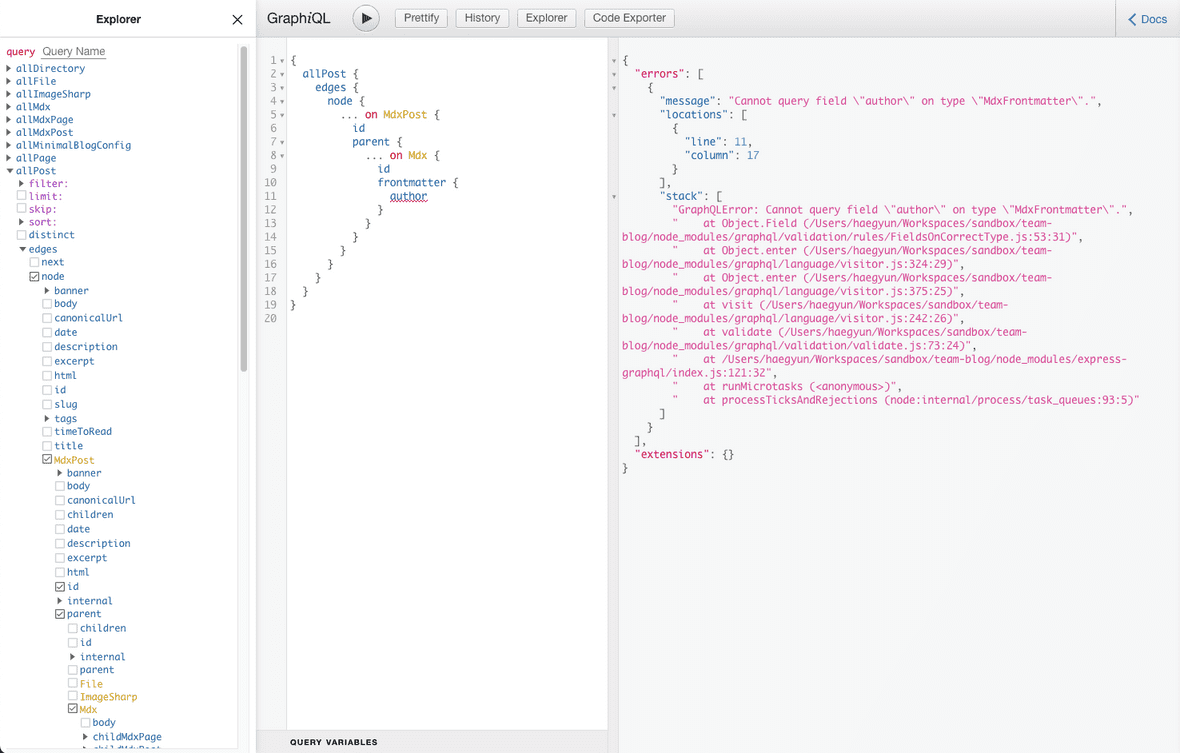 Explorer
query Query Name
allDirectory
allFile
allImageSharp
allMdx
allMdxPage
allMdxPost
allMinimalBlogConfig
allPage
allPost
filter:
limit:
skip:
sort:
distinct
edges
next
node
banner
body
canonicalUrl
date
description
excerpt
html
id
slug
tags
timeToRead
title
MdxPost
banner
body
canonicalUrl
children
date
description
excerpt
html
id
internal
parent
children
id
internal
parent
File
ImageSharp
Mdx
body
childMdxPage
childMdxPost
GraphiQL Prettify History Explorer Code Exporter Docs
1 {
2 allPost {
3 edges {
4 node {
5 ... on MdxPost {
6 id
7 parent {
8 ... on Mdx {
9 id
10 frontmatter {
11 author
12 }
13 }
14 }
15 }
16 }
17 }
18 }
19 }
20
QUERY VARIABLES
{
"errors": [
{
"message": "Cannot query field \"author\" on type \"MdxFrontmatter\".",
"locations": [
{
"line": 11,
"column": 17
}
],
"stack": [
"GraphQLError: Cannot query field \"author\" on type \"MdxFrontmatter\".",
"    at Object.Field (/Users/haegyun/Workspaces/sandbox/team-
blog/node_modules/graphql/validation/rules/FieldsOnCorrectType.js:53:31)",
"    at Object.enter (/Users/haegyun/Workspaces/sandbox/team-
blog/node_modules/graphql/language/visitor.js:324:29)",
"    at Object.enter (/Users/haegyun/Workspaces/sandbox/team-
blog/node_modules/graphql/language/visitor.js:375:25)",
"    at visit (/Users/haegyun/Workspaces/sandbox/team-
blog/node_modules/graphql/language/visitor.js:242:26)",
"    at validate (/Users/haegyun/Workspaces/sandbox/team-
blog/node_modules/graphql/validation/validate.js:73:24)",
"    at /Users/haegyun/Workspaces/sandbox/team-blog/node_modules/express-
graphql/index.js:121:32",
"    at runMicrotasks (<anonymous>)",
"    at processTicksAndRejections (node:internal/process/task_queues:93:5)"
]
}
],
"extensions": {}
}